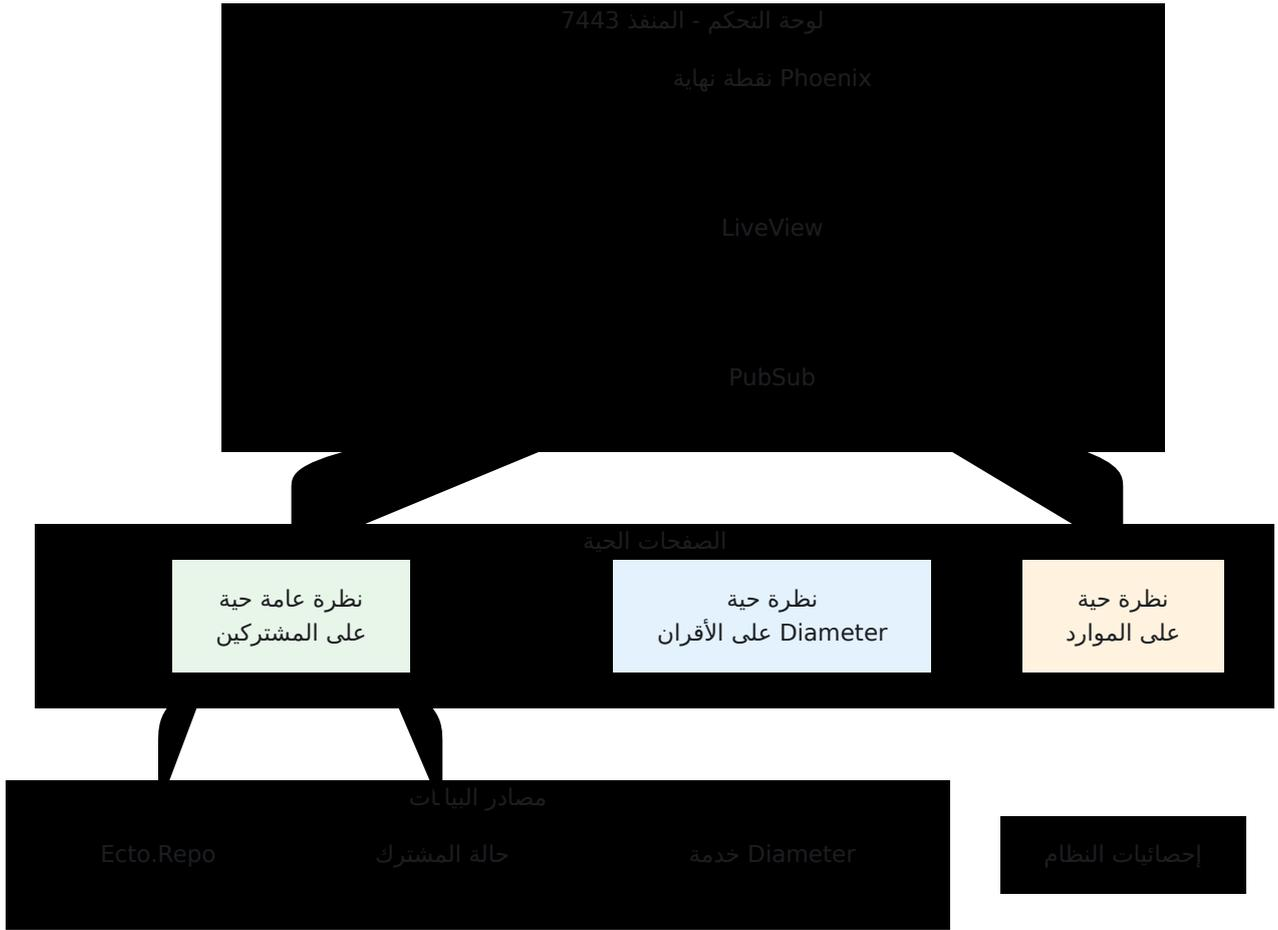 لوحة التحكم - المنفذ 7443
نقطة نهاية Phoenix
LiveView
PubSub
الصفحات الحية
نظرة عامة حية
على المشتركين
نظرة حية
على الأقران Diameter
نظرة حية
على الموارد
مصادر البيانات
Ecto.Repo
حالة المشترك
خدمة Diameter
إحصائيات النظام